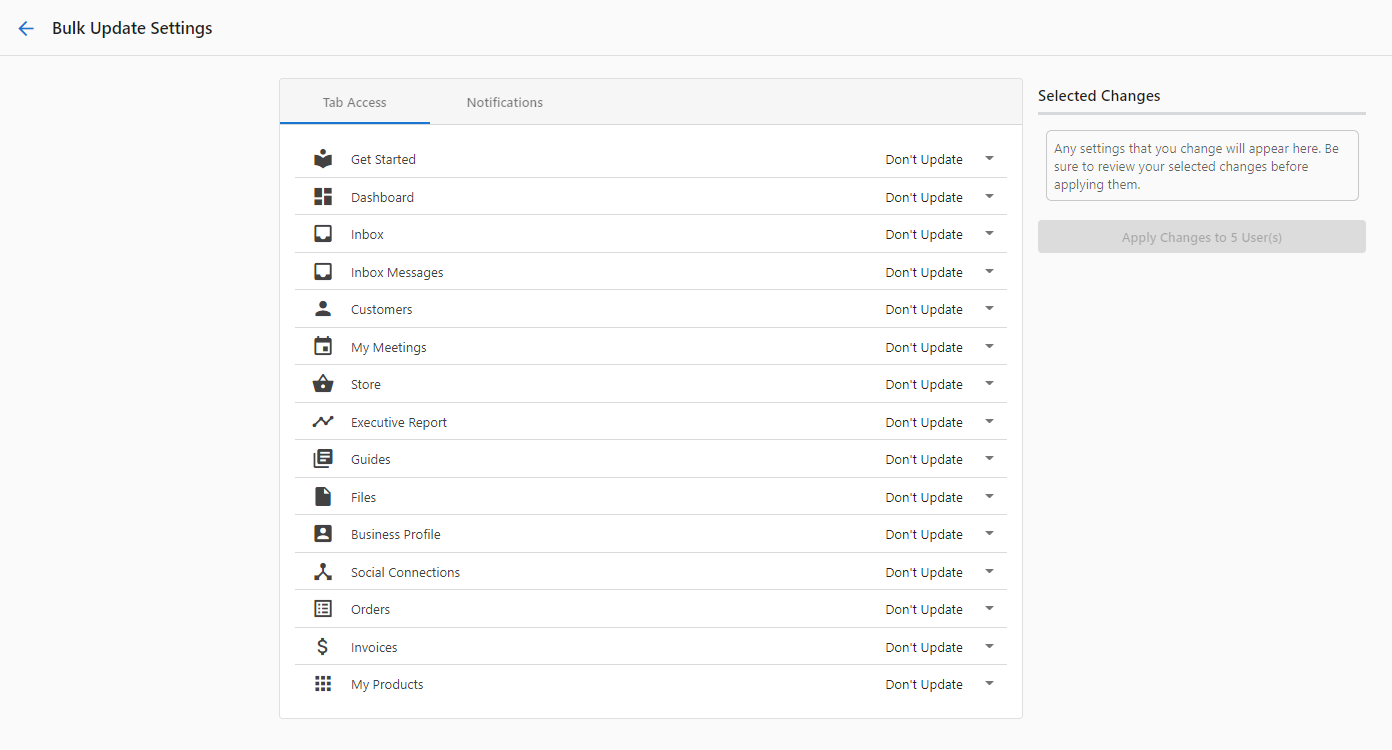 Bulk Update Settings
Tab Access Notifications
Get Started Don't Update
Dashboard Don't Update
Inbox Don't Update
Inbox Messages Don't Update
Customers Don't Update
My Meetings Don't Update
Store Don't Update
Executive Report Don't Update
Guides Don't Update
Files Don't Update
Business Profile Don't Update
Social Connections Don't Update
Orders Don't Update
Invoices Don't Update
My Products Don't Update
Selected Changes
Any settings that you change will appear here. Be
sure to review your selected changes before
applying them.
Apply Changes to 5 User(s)